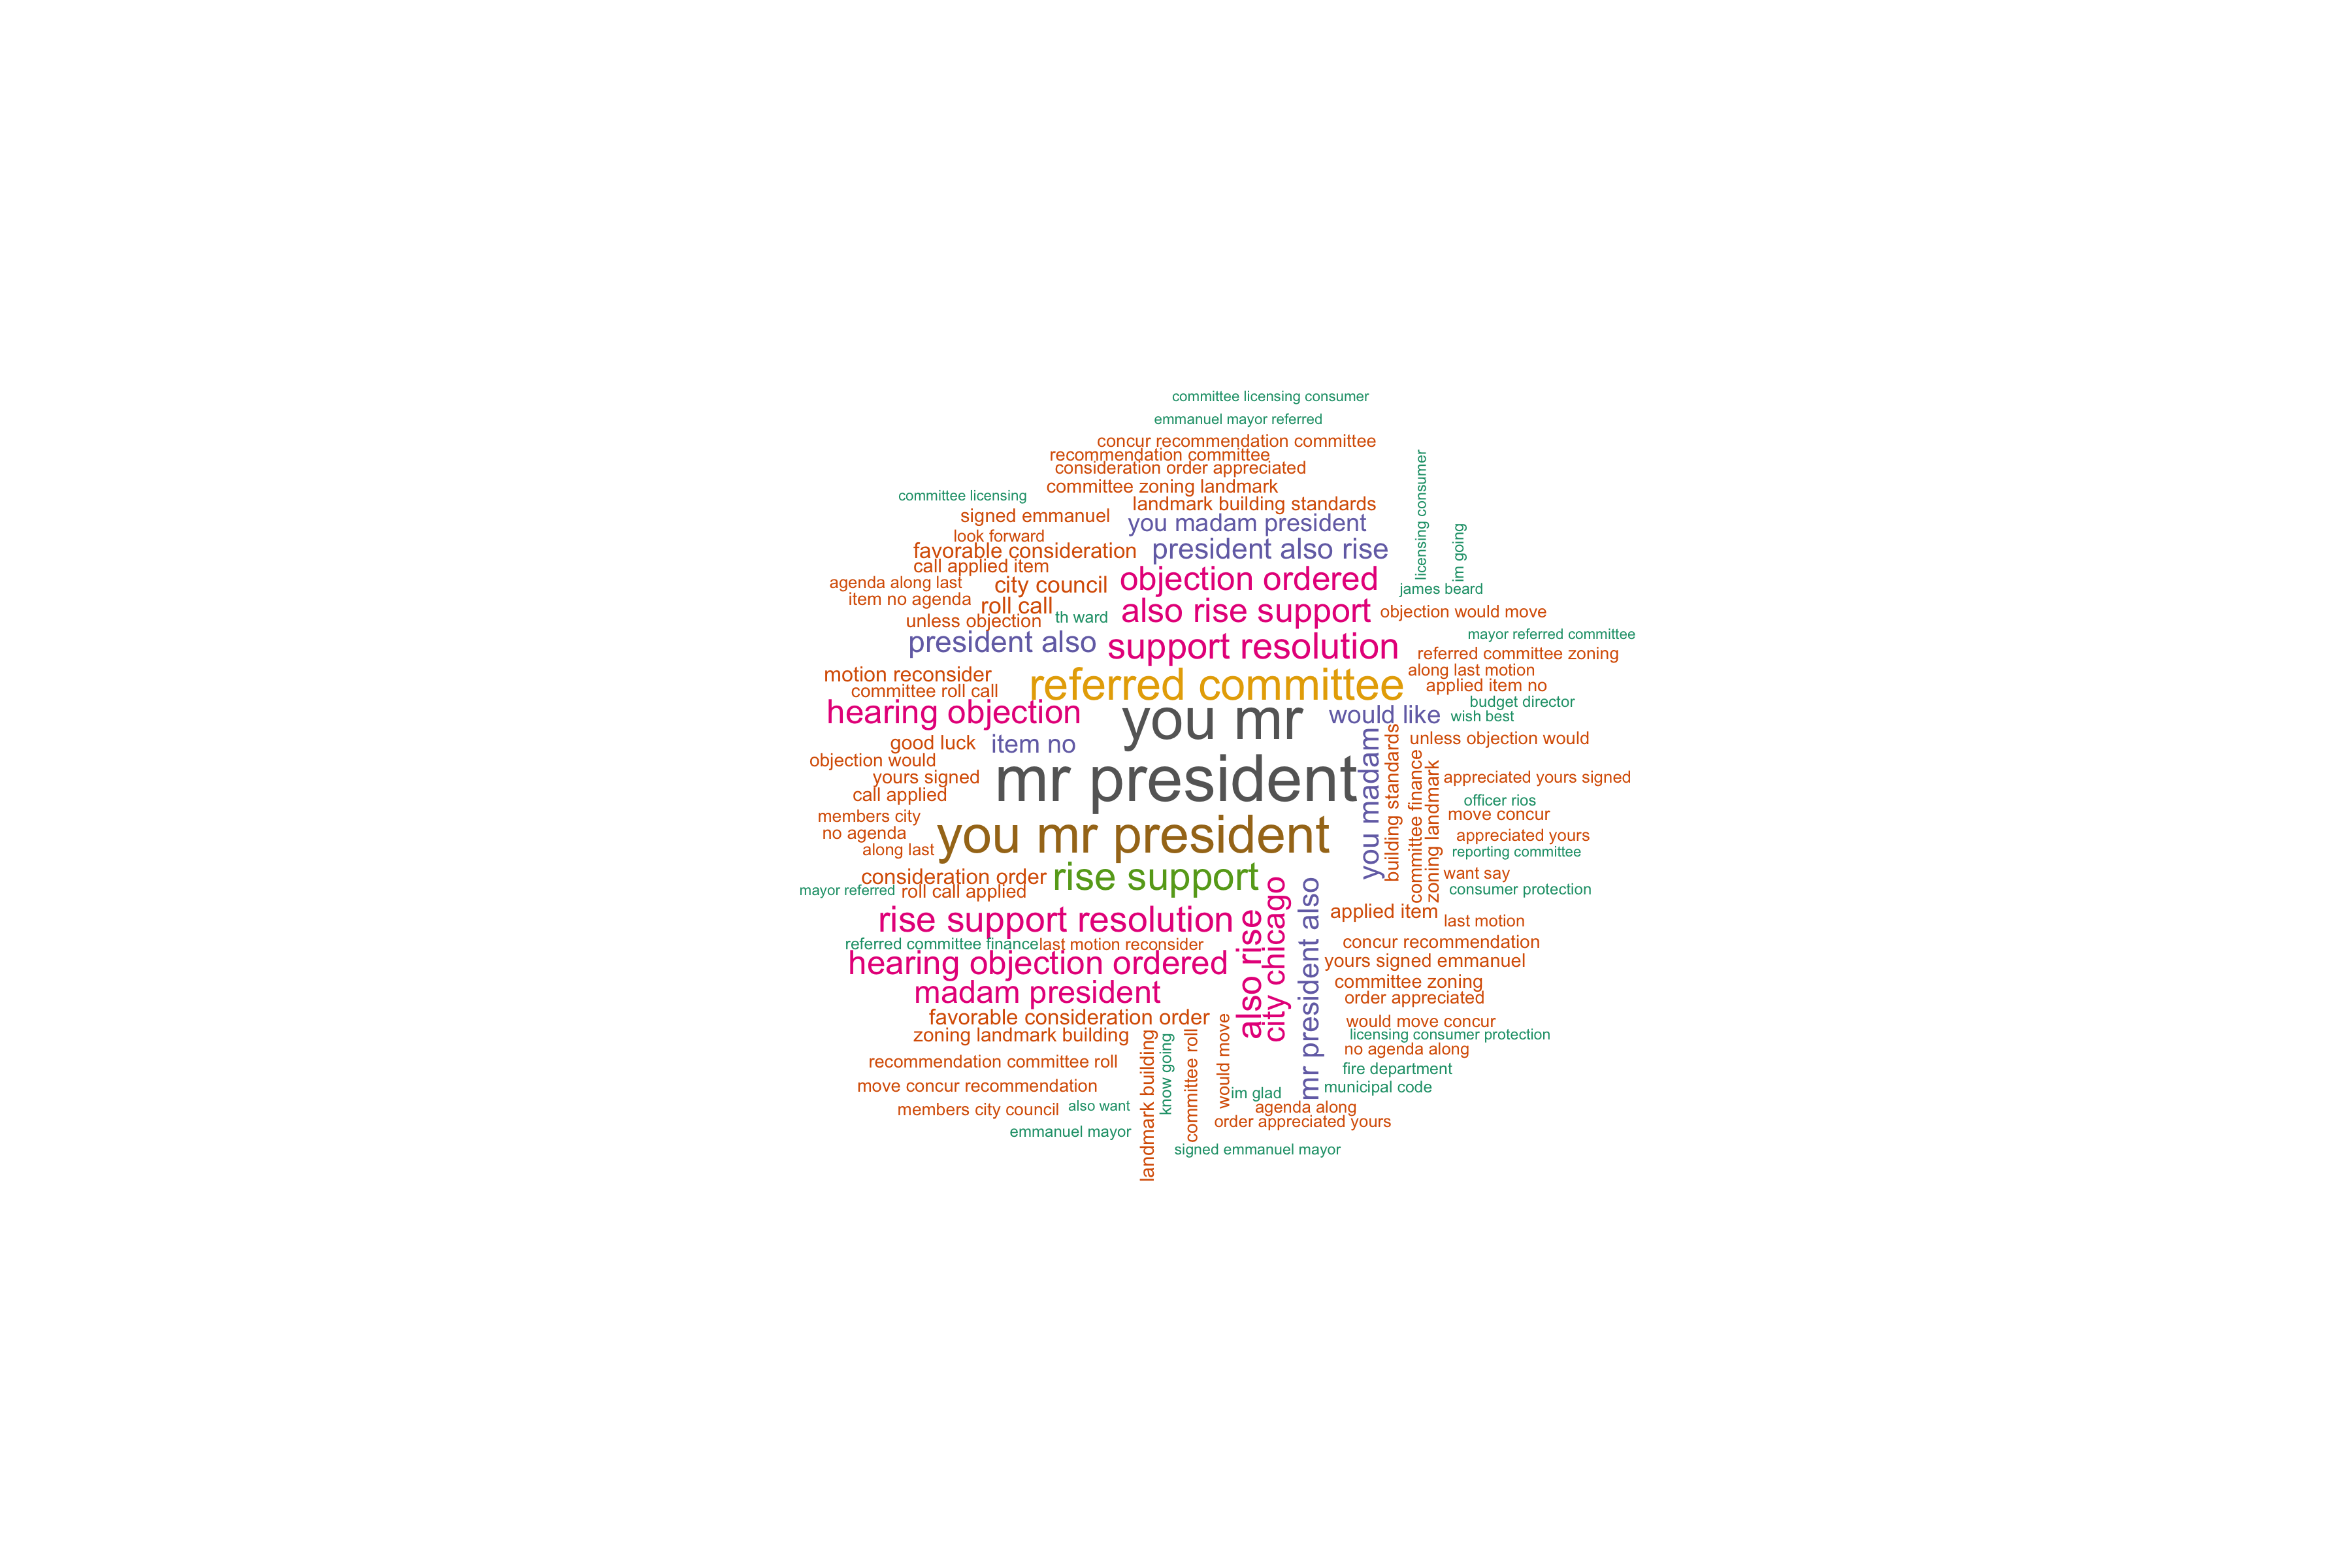 committee licensing consumer
emmanuel mayor referred
concur recommendation committee
recommendation committee
consideration order appreciated
committee zoning landmark
committee licensing
landmark building standards
signed emmanuel
you madam president
look forward
favorable consideration
president also rise
licensing consumer
im going
call applied item
agenda along last
city council
objection ordered
james beard
item no agenda
roll call
also rise support
objection would move
unless objection
th ward
president also
support resolution
mayor referred committee
referred committee zoning
motion reconsider
along last motion
committee roll call
referred committee
applied item no
budget director
hearing objection
you mr
would like
wish best
good luck
item no
unless objection would
objection would
yours signed
mr president
you madam
building standards
committee finance
zoning landmark
appreciated yours signed
call applied
officer rios
members city
move concur
no agenda
you mr president
appreciated yours
along last
reporting committee
consideration order
rise support
want say
mayor referred
roll call applied
consumer protection
rise support resolution
also rise
city chicago
mr president also
applied item
last motion
referred committee finance
last motion reconsider
concur recommendation
hearing objection ordered
yours signed emmanuel
madam president
committee zoning
order appreciated
favorable consideration order
would move concur
zoning landmark building
licensing consumer protection
no agenda along
recommendation committee roll
landmark building
know going
committee roll
would move
fire department
move concur recommendation
im glad
municipal code
members city council
also want
agenda along
order appreciated yours
emmanuel mayor
signed emmanuel mayor